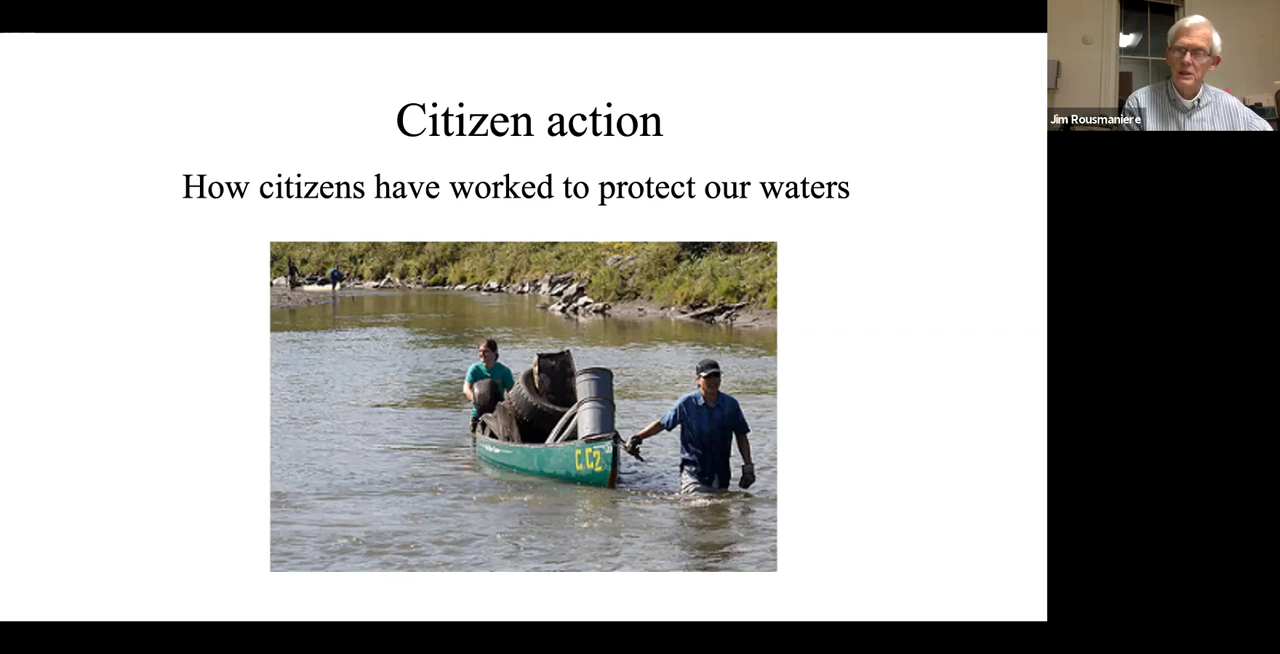 Citizen action
How citizens have worked to protect our waters
C.C2
Jim Rousmaniere